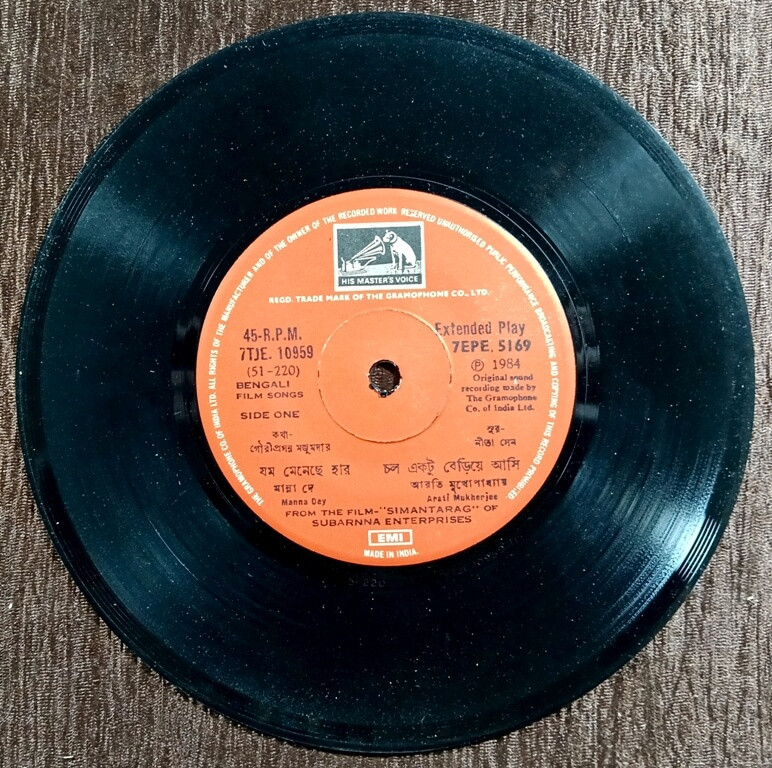 THE GRAMOPHONE CO. OF INDIA LTD. ALL RIGHTS OF THE MANUFACTURER AND OF THE OWNER OF THE RECORDED WORK RESERVED UNAUTHORISED PUBLIC PERFORMANCE BROADCASTING AND COPYING OF THIS RECORD PROHIBITED
HIS MASTER'S VOICE
REGD. TRADE MARK OF THE GRAMOPHONE CO., LTD.
45-R.P.M. Extended Play
7TJE. 10959 7EPE. 5169
(51-220) Ⓟ 1984
BENGALI
FILM SONGS
Original sound
recording made by
The Gramophone
Co. of India Ltd.
SIDE ONE
কথা- সুর-
গৌরীপ্রসন্ন মজুমদার নীতা সেন
যম মেনেছে হার চল একটু বেড়িয়ে আসি
মান্না দে আরতি মুখোপাধ্যায়
Manna Dey Arati Mukherjee
FROM THE FILM-"SIMANTARAG" OF
SUBARNNA ENTERPRISES
EMI
MADE IN INDIA.